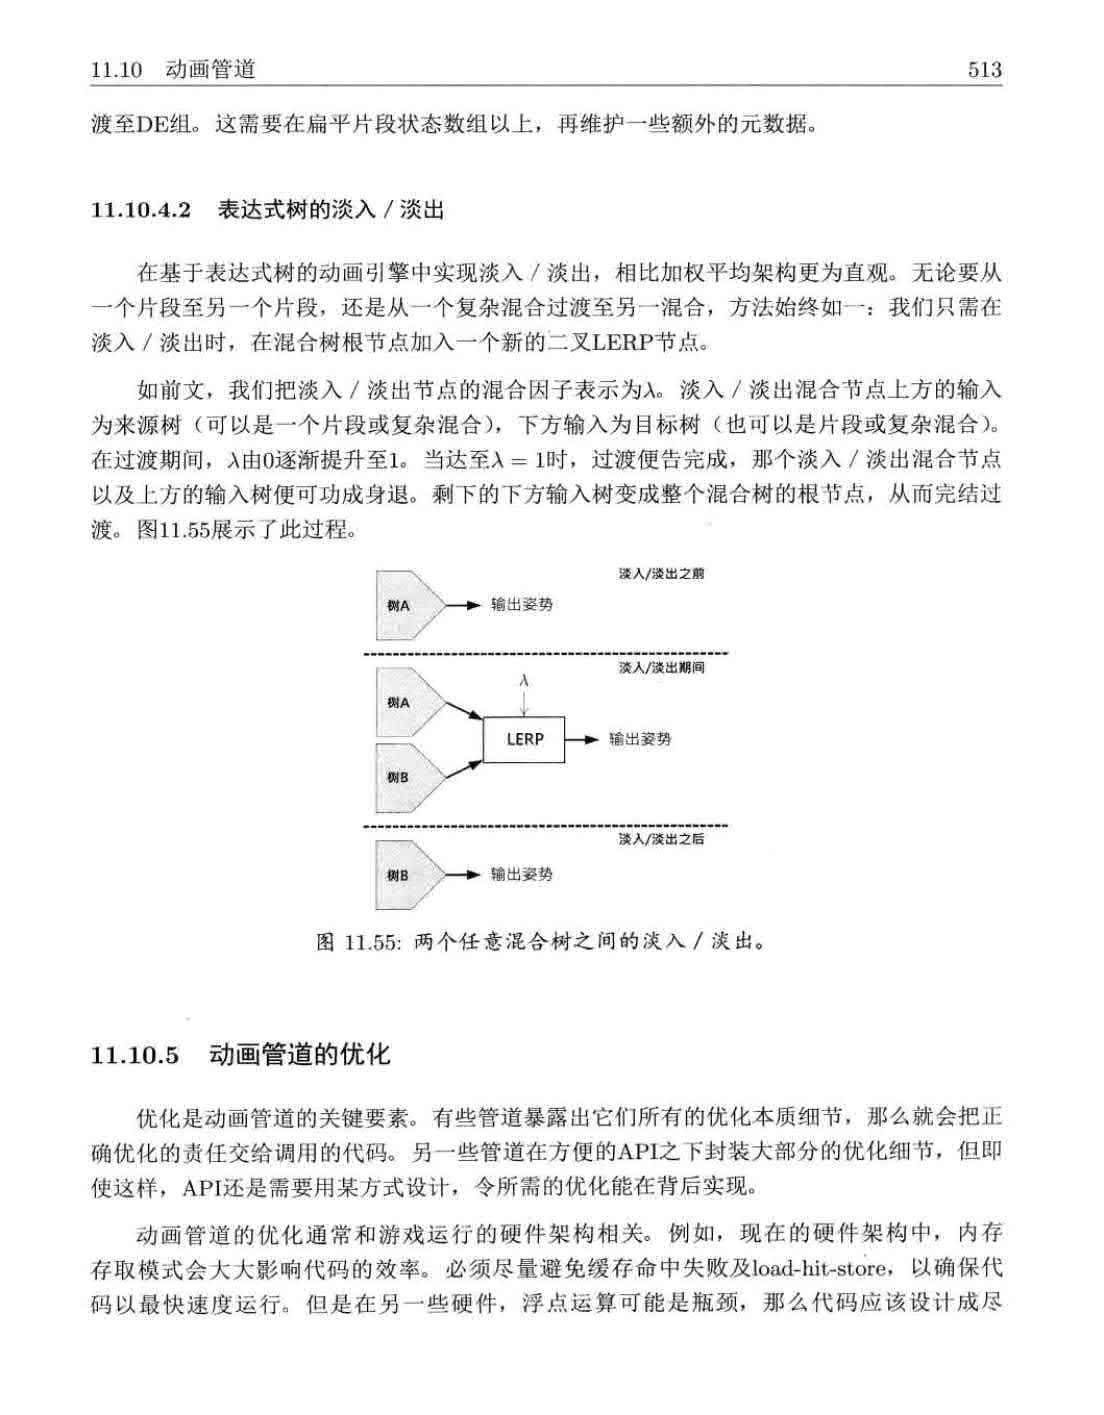 11.10 动画管道 513
渡至DE组。这需要在扁平片段状态数组以上，再维护一些额外的元数据。
11.10.4.2 表达式树的淡入／淡出
在基于表达式树的动画引擎中实现淡入／淡出，相比加权平均架构更为直观。无论要从
一个片段至另一个片段，还是从一个复杂混合过渡至另一混合，方法始终如一：我们只需在
淡入／淡出时，在混合树根节点加入一个新的二叉LERP节点。
如前文，我们把淡入／淡出节点的混合因子表示为λ。淡入／淡出混合节点上方的输入
为来源树（可以是一个片段或复杂混合），下方输入为目标树（也可以是片段或复杂混合）。
在过渡期间，λ由0逐渐提升至1。当达至λ = 1时，过渡便告完成，那个淡入／淡出混合节点
以及上方的输入树便可功成身退。剩下的下方输入树变成整个混合树的根节点，从而完结过
渡。图11.55展示了此过程。
淡入/淡出之前
树A 输出姿势
淡入/淡出期间
λ
树A
LERP 输出姿势
树B
淡入/淡出之后
树B 输出姿势
图 11.55: 两个任意混合树之间的淡入／淡出。
11.10.5 动画管道的优化
优化是动画管道的关键要素。有些管道暴露出它们所有的优化本质细节，那么就会把正
确优化的责任交给调用的代码。另一些管道在方便的API之下封装大部分的优化细节，但即
使这样，API还是需要用某方式设计，令所需的优化能在背后实现。
动画管道的优化通常和游戏运行的硬件架构相关。例如，现在的硬件架构中，内存
存取模式会大大影响代码的效率。必须尽量避免缓存命中失败及load-hit-store，以确保代
码以最快速度运行。但是在另一些硬件，浮点运算可能是瓶颈，那么代码应该设计成尽